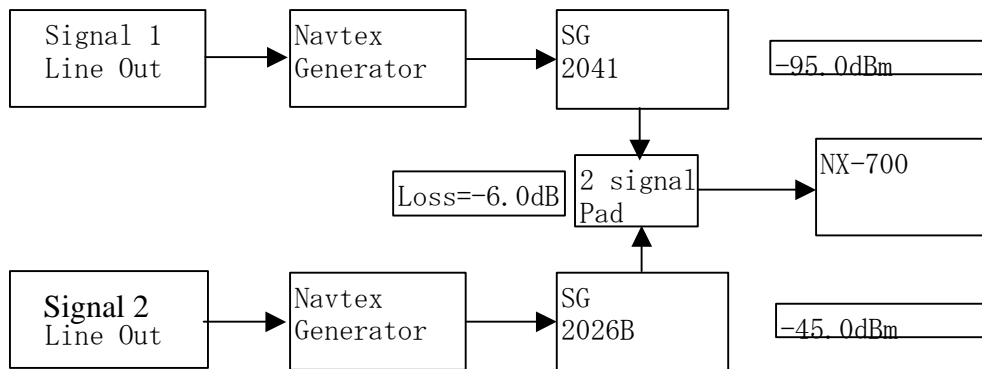 Signal 1
Line Out
Navtex
Generator
SG
2041
-95.0dBm
Loss=-6.0dB
2 signal
Pad
NX-700
Signal 2
Line Out
Navtex
Generator
SG
2026B
-45.0dBm